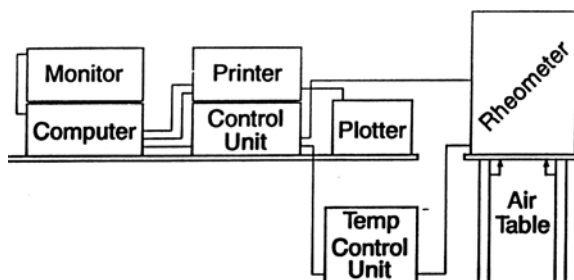 Monitor
Printer
Computer
Control
Unit
Plotter
Rheometer
Temp
Control
Unit
Air
Table